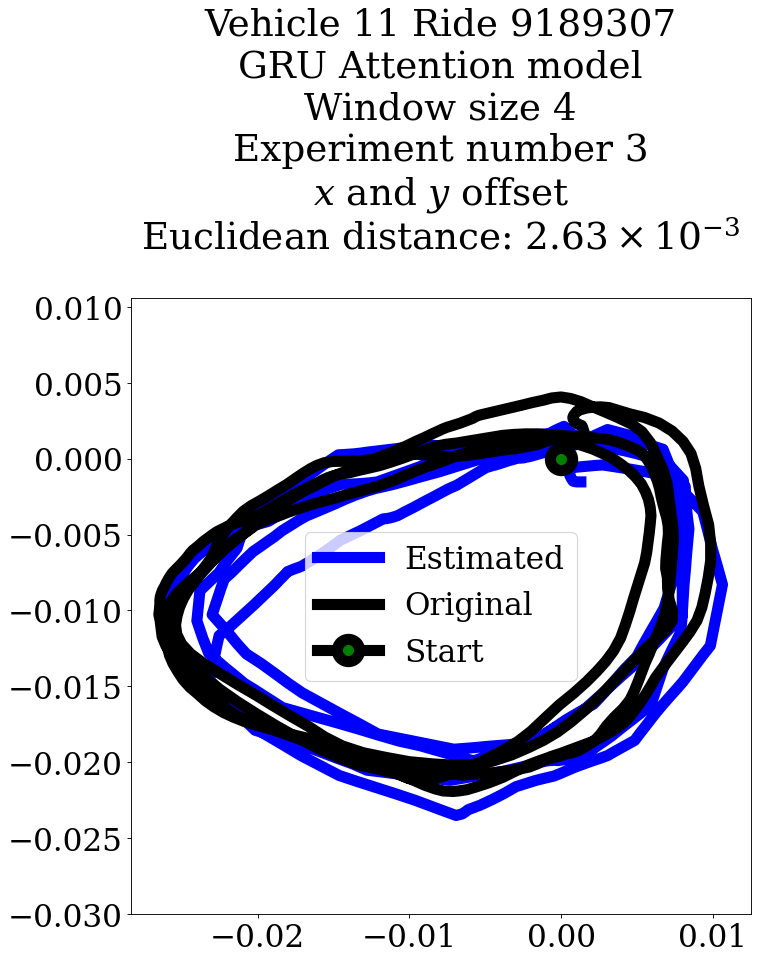 Vehicle 11 Ride 9189307
GRU Attention model
Window size 4
Experiment number 3
x and y offset
Euclidean distance: 2.63 × 10⁻³
0.010
0.005
0.000
−0.005
−0.010
−0.015
−0.020
−0.025
−0.030
Estimated
Original
Start
−0.02 −0.01 0.00 0.01